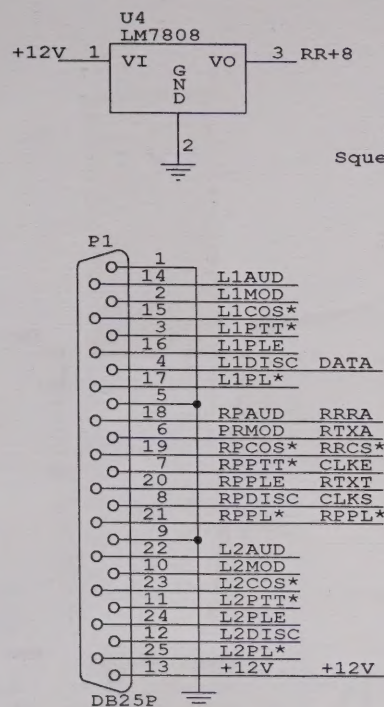 U4
LM7808
+12V 1 VI GND VO 3 RR+8
2
Sque
P1
1
14 L1AUD
2 L1MOD
15 L1COS*
3 L1PTT*
16 L1PLE
4 L1DISC DATA
17 L1PL*
5
18 RPAUD RRRA
6 PRMOD RTXA
19 RPCOS* RRCS*
7 RPPTT* CLKE
20 RPPLE RTXT
8 RPDISC CLKS
21 RPPL* RPPL*
9
22 L2AUD
10 L2MOD
23 L2COS*
11 L2PTT*
24 L2PLE
12 L2DISC
25 L2PL*
13 +12V +12V
DB25P